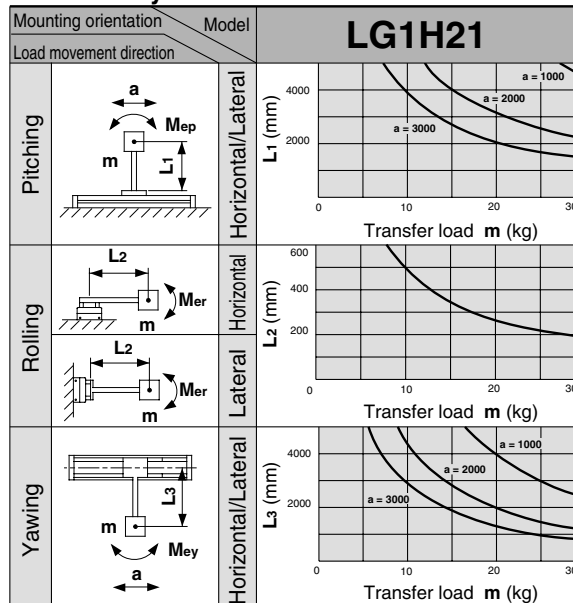 Mounting orientation Model
Load movement direction
LG1H21
Pitching
a
Mep
m
L1
Horizontal/Lateral
L1 (mm)
4000
2000
a = 1000
a = 2000
a = 3000
0 10 20 30
Transfer load m (kg)
Rolling
L2
Mer
m
Horizontal
L2
Mer
m
Lateral
L2 (mm)
600
400
200
0 10 20 30
Transfer load m (kg)
Yawing
L3
m
Mey
a
Horizontal/Lateral
L3 (mm)
4000
2000
a = 1000
a = 2000
a = 3000
0 10 20 30
Transfer load m (kg)